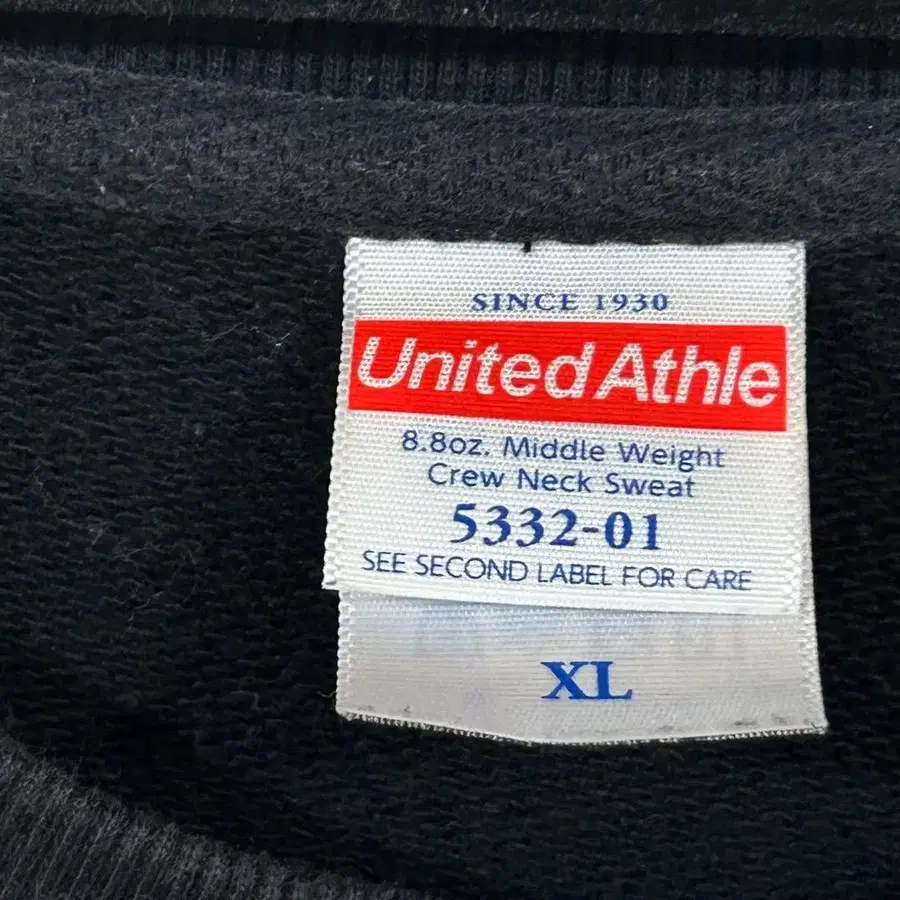 SINCE 1930
United Athle
8.8oz. Middle Weight
Crew Neck Sweat
5332-01
SEE SECOND LABEL FOR CARE
XL